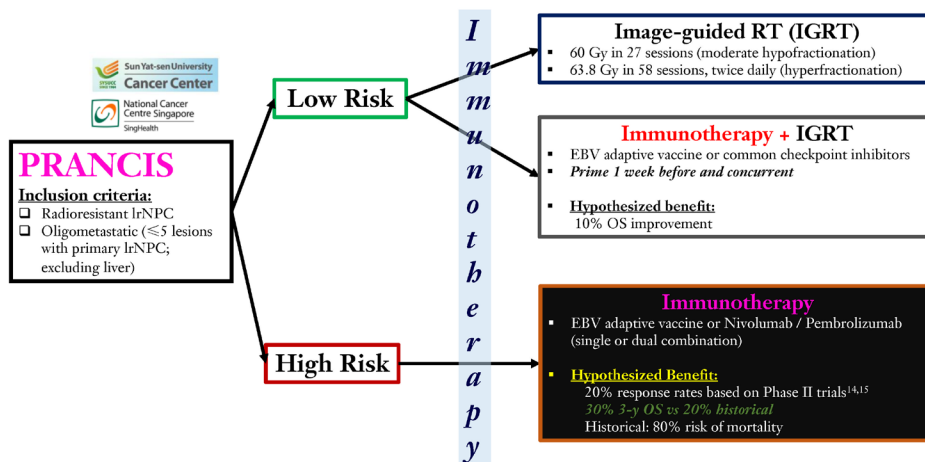 Sun Yat-sen University
Cancer Center
National Cancer
Centre Singapore
SingHealth
PRANCIS
Inclusion criteria:
❑ Radioresistant lrNPC
❑ Oligometastatic (≤5 lesions
with primary lrNPC;
excluding liver)
Low Risk
High Risk
Immunotherapy
Image-guided RT (IGRT)
▪ 60 Gy in 27 sessions (moderate hypofractionation)
▪ 63.8 Gy in 58 sessions, twice daily (hyperfractionation)
Immunotherapy + IGRT
▪ EBV adaptive vaccine or common checkpoint inhibitors
▪ Prime 1 week before and concurrent
▪ Hypothesized benefit:
10% OS improvement
Immunotherapy
▪ EBV adaptive vaccine or Nivolumab / Pembrolizumab
(single or dual combination)
▪ Hypothesized Benefit:
20% response rates based on Phase II trials14,15
30% 3-y OS vs 20% historical
Historical: 80% risk of mortality